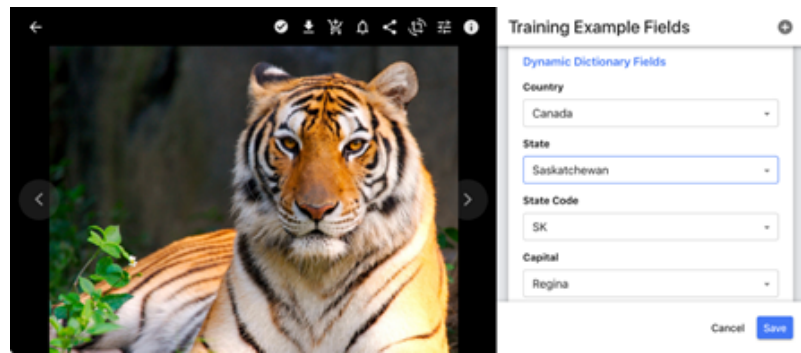 Training Example Fields
Dynamic Dictionary Fields
Country
Canada
State
Saskatchewan
State Code
SK
Capital
Regina
Cancel Save